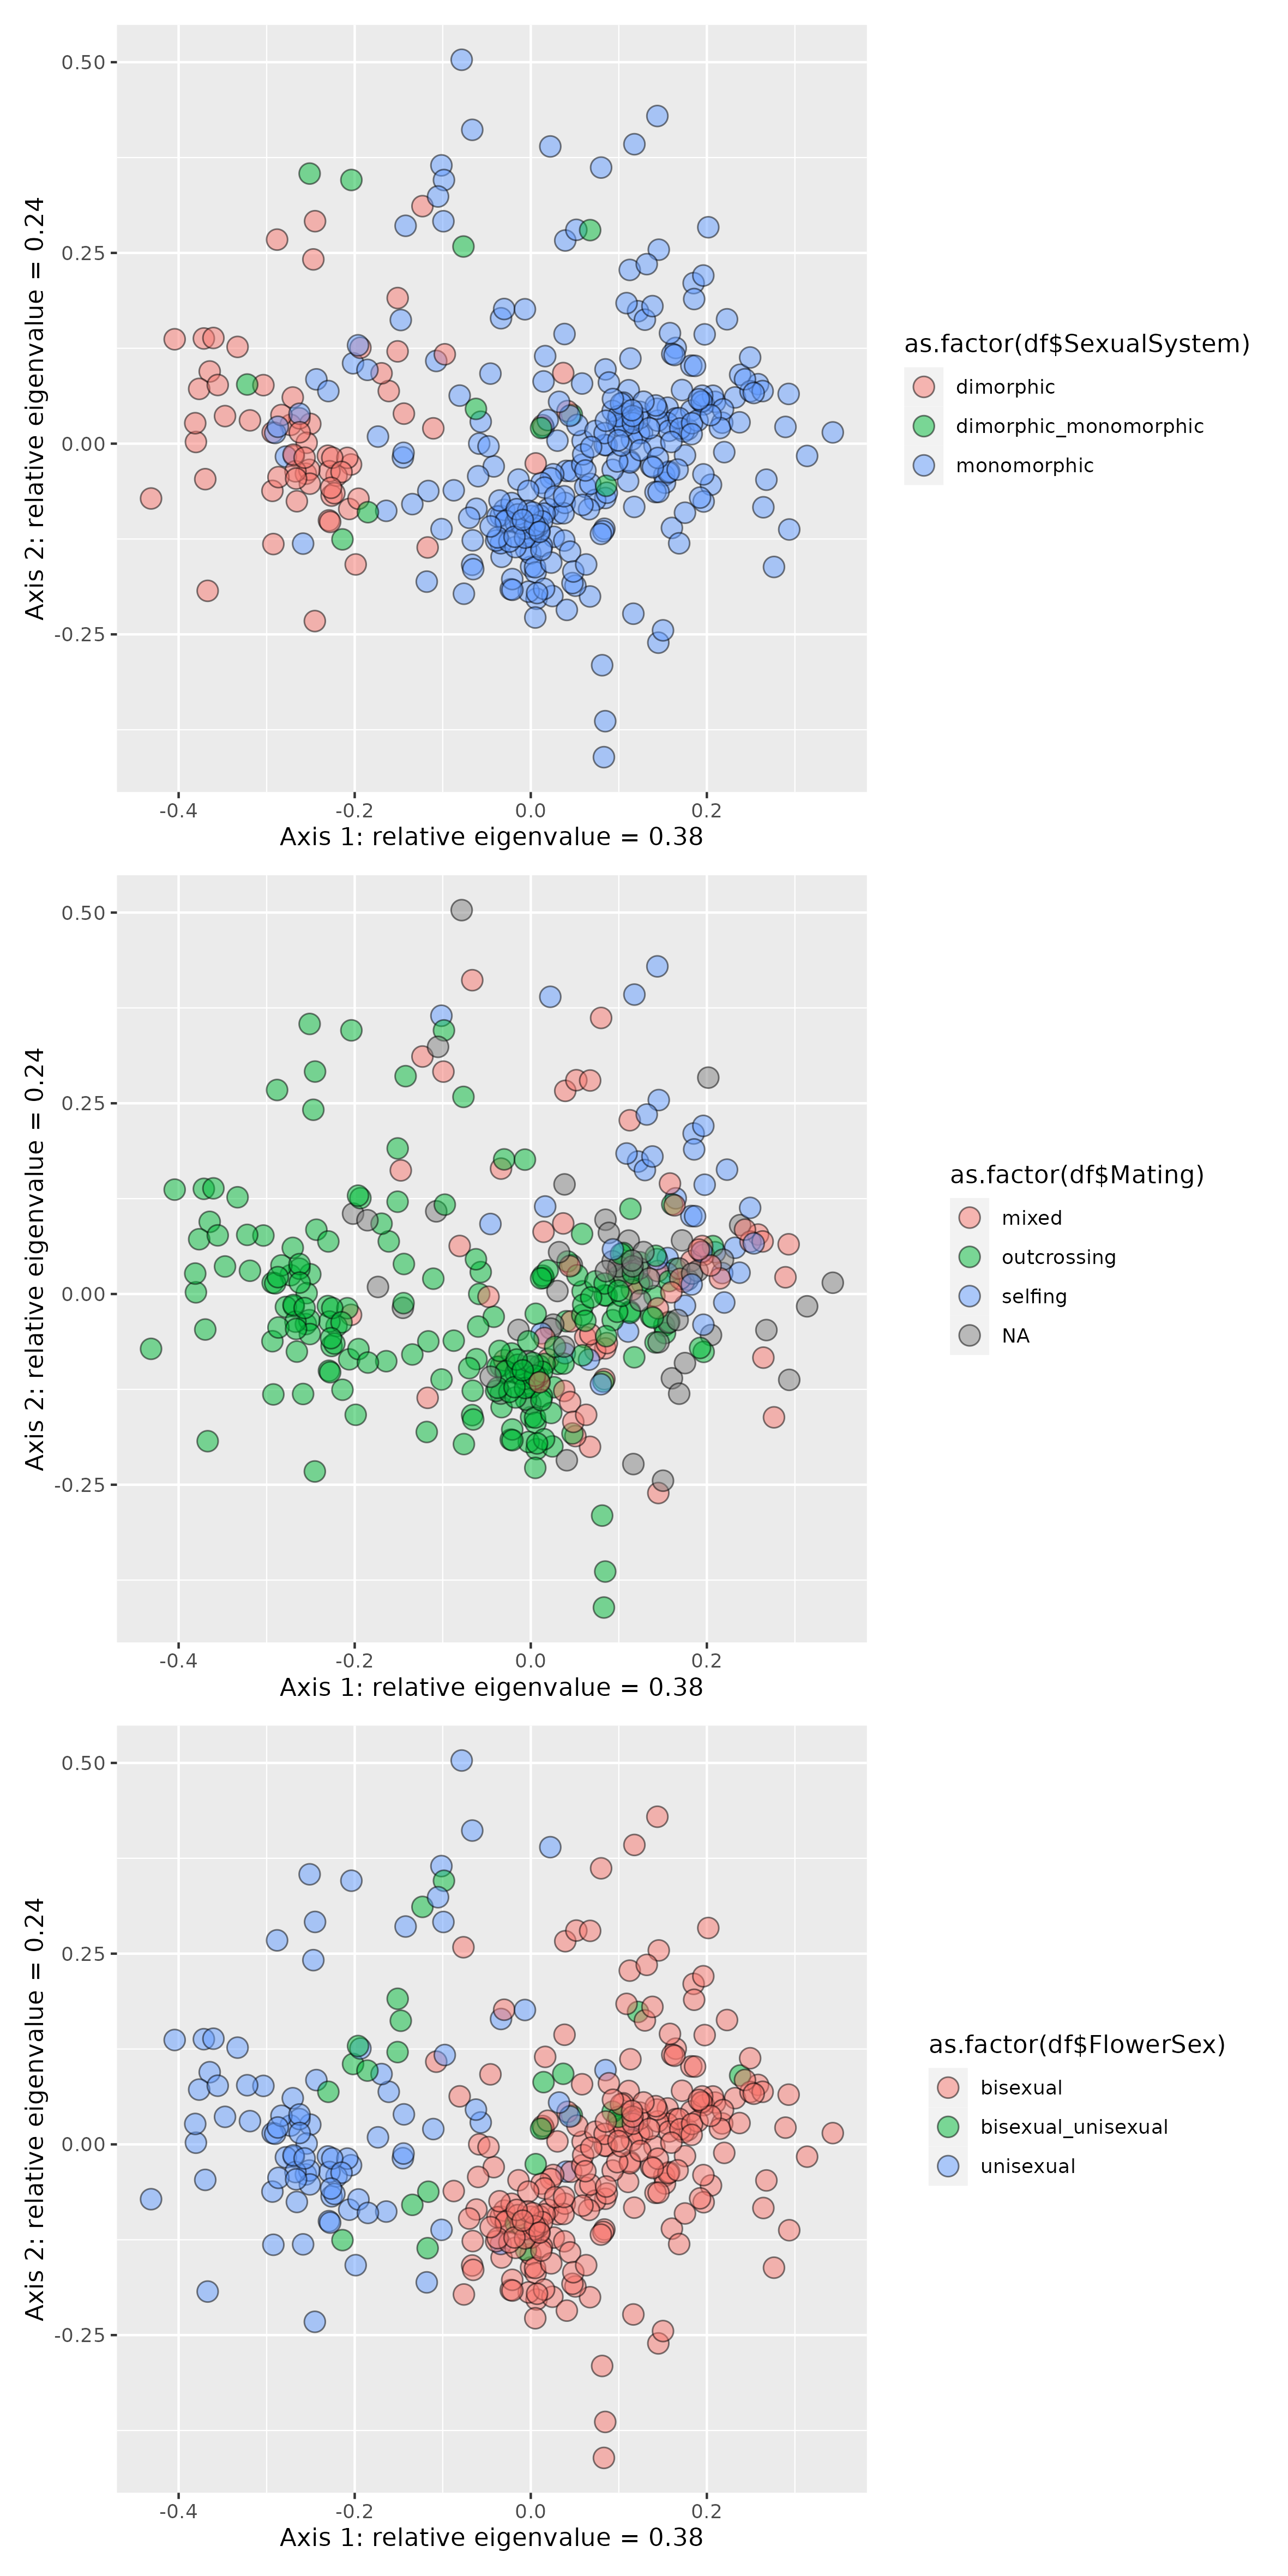 0.50
0.25
0.00
-0.25
Axis 2: relative eigenvalue = 0.24
-0.4
-0.2
0.0
0.2
Axis 1: relative eigenvalue = 0.38
as.factor(df$SexualSystem)
dimorphic
dimorphic_monomorphic
monomorphic
0.50
0.25
0.00
-0.25
Axis 2: relative eigenvalue = 0.24
-0.4
-0.2
0.0
0.2
Axis 1: relative eigenvalue = 0.38
as.factor(df$Mating)
mixed
outcrossing
selfing
NA
0.50
0.25
0.00
-0.25
Axis 2: relative eigenvalue = 0.24
-0.4
-0.2
0.0
0.2
Axis 1: relative eigenvalue = 0.38
as.factor(df$FlowerSex)
bisexual
bisexual_unisexual
unisexual